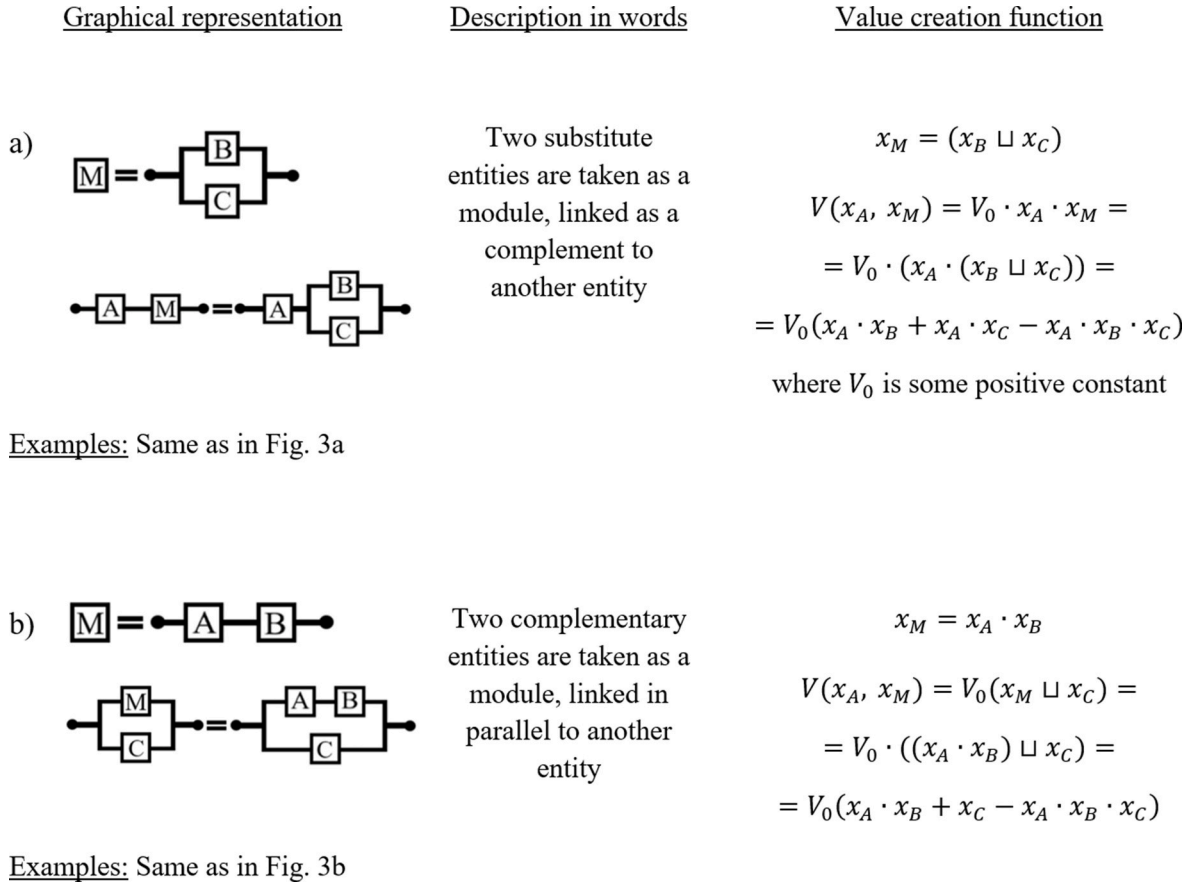 Graphical representation
Description in words
Value creation function
a)
B
M = C
A M = A B
C
Two substitute
entities are taken as a
module, linked as a
complement to
another entity
x_M = (x_B ⊔ x_C)
V(x_A, x_M) = V_0 · x_A · x_M =
= V_0 · (x_A · (x_B ⊔ x_C)) =
= V_0(x_A · x_B + x_A · x_C − x_A · x_B · x_C)
where V_0 is some positive constant
Examples: Same as in Fig. 3a
b)
M = A B
M = A B
C C
Two complementary
entities are taken as a
module, linked in
parallel to another
entity
x_M = x_A · x_B
V(x_A, x_M) = V_0(x_M ⊔ x_C) =
= V_0 · ((x_A · x_B) ⊔ x_C) =
= V_0(x_A · x_B + x_C − x_A · x_B · x_C)
Examples: Same as in Fig. 3b